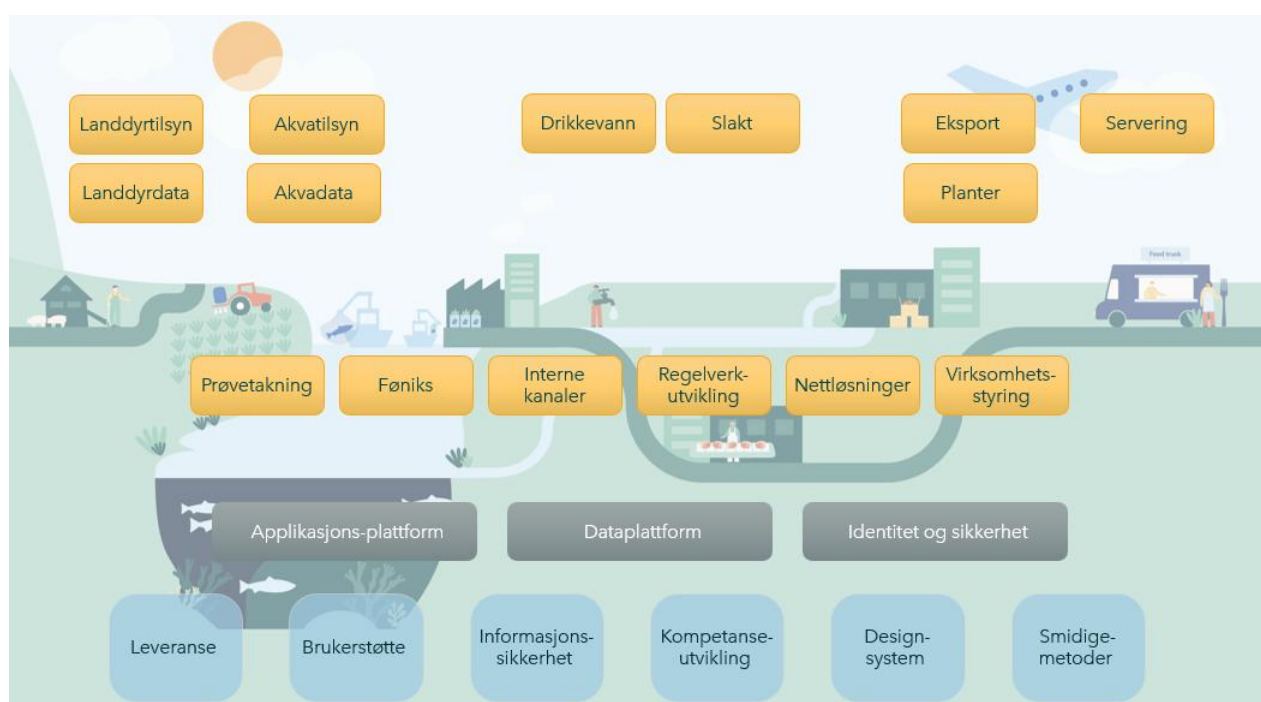 Landdyrtilsyn
Akvatilsyn
Drikkevann
Slakt
Eksport
Servering
Landdyrdata
Akvadata
Planter
Food truck
Prøvetakning
Føniks
Interne
kanaler
Regelverk-
utvikling
Nettløsninger
Virksomhets-
styring
Applikasjons-plattform
Dataplattform
Identitet og sikkerhet
Leveranse
Brukerstøtte
Informasjons-
sikkerhet
Kompetanse-
utvikling
Design-
system
Smidige-
metoder